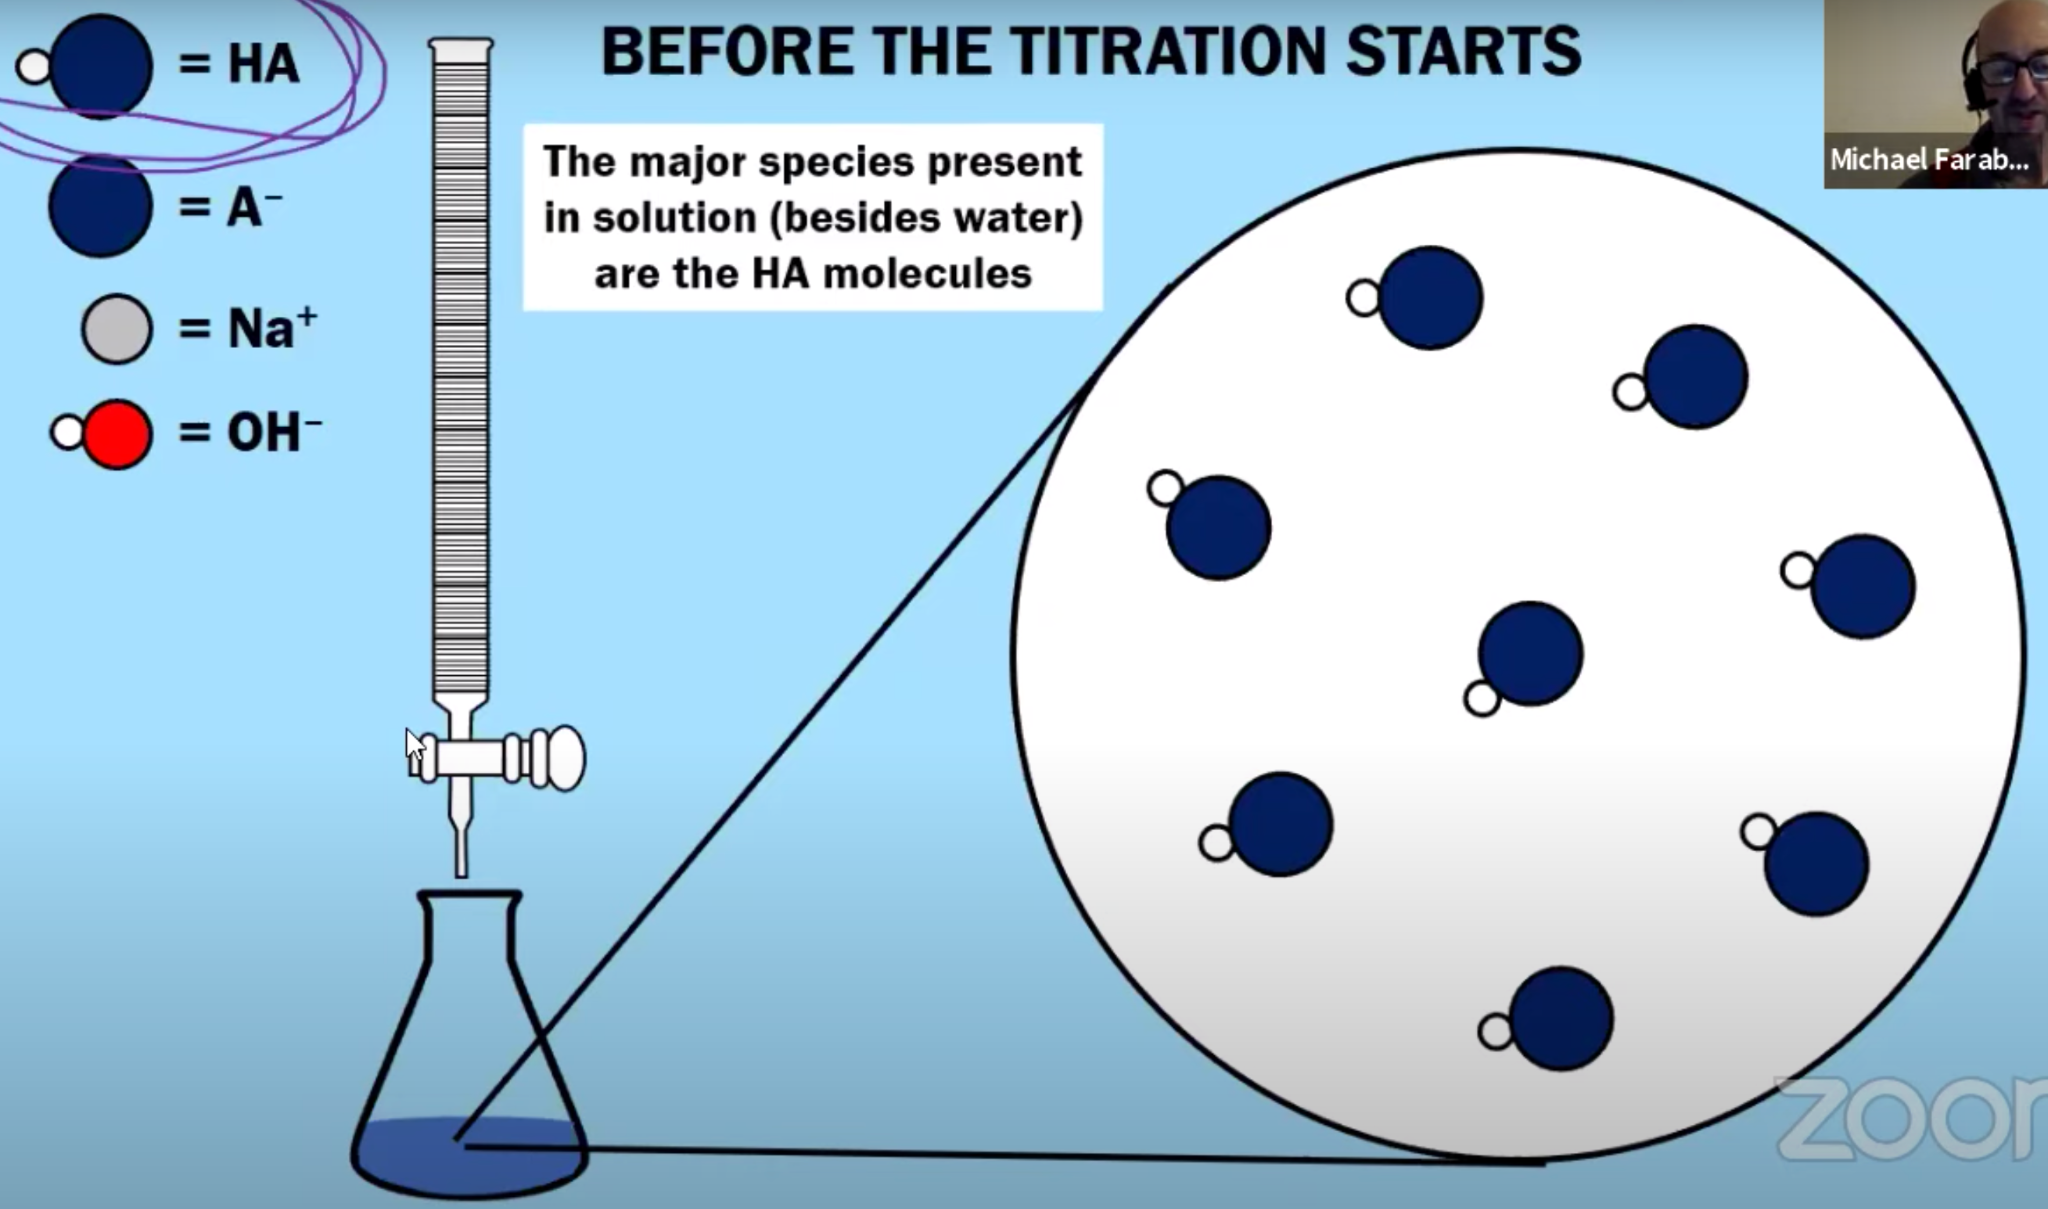 BEFORE THE TITRATION STARTS
= HA
= A⁻
= Na⁺
= OH⁻
The major species present
in solution (besides water)
are the HA molecules
Michael Farab...
zoom